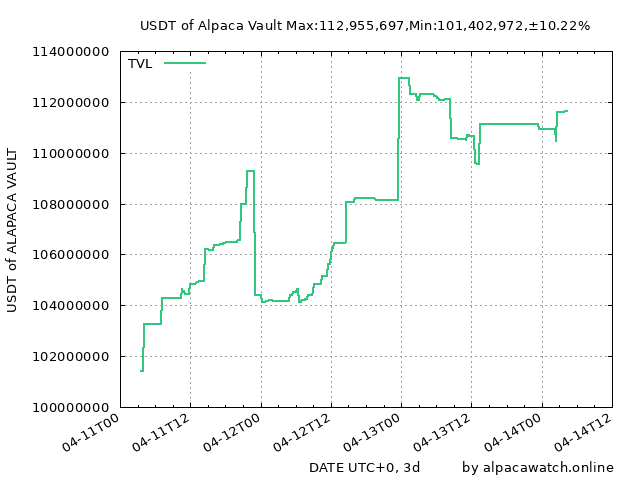 USDT of Alpaca Vault Max:112,955,697,Min:101,402,972,±10.22%
TVL
114000000
112000000
110000000
108000000
106000000
104000000
102000000
100000000
USDT of ALAPACA VAULT
04-11T00
04-11T12
04-12T00
04-12T12
04-13T00
04-13T12
04-14T00
04-14T12
DATE UTC+0, 3d
by alpacawatch.online